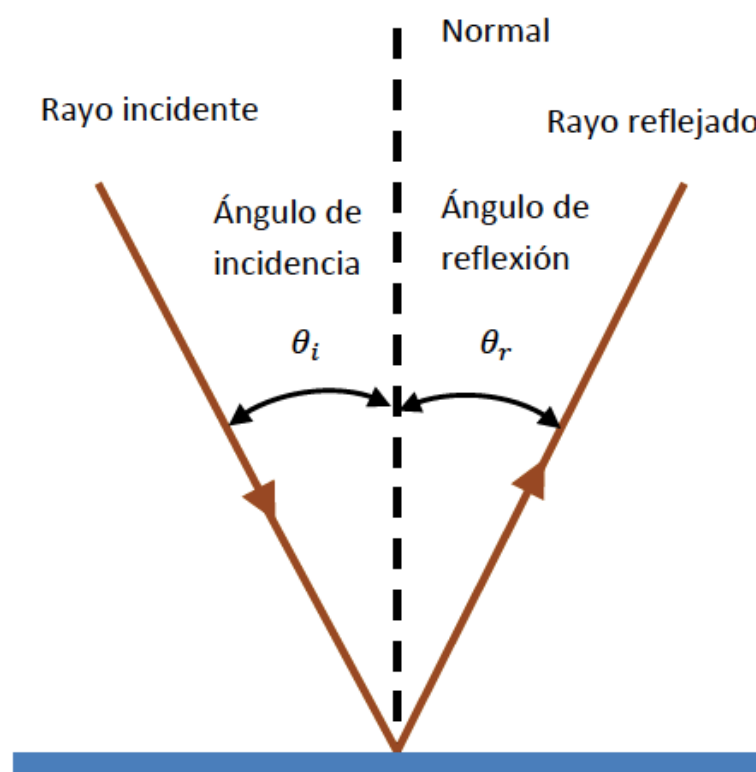 Normal
Rayo incidente
Rayo reflejado
Ángulo de
incidencia
Ángulo de
reflexión
θi
θr